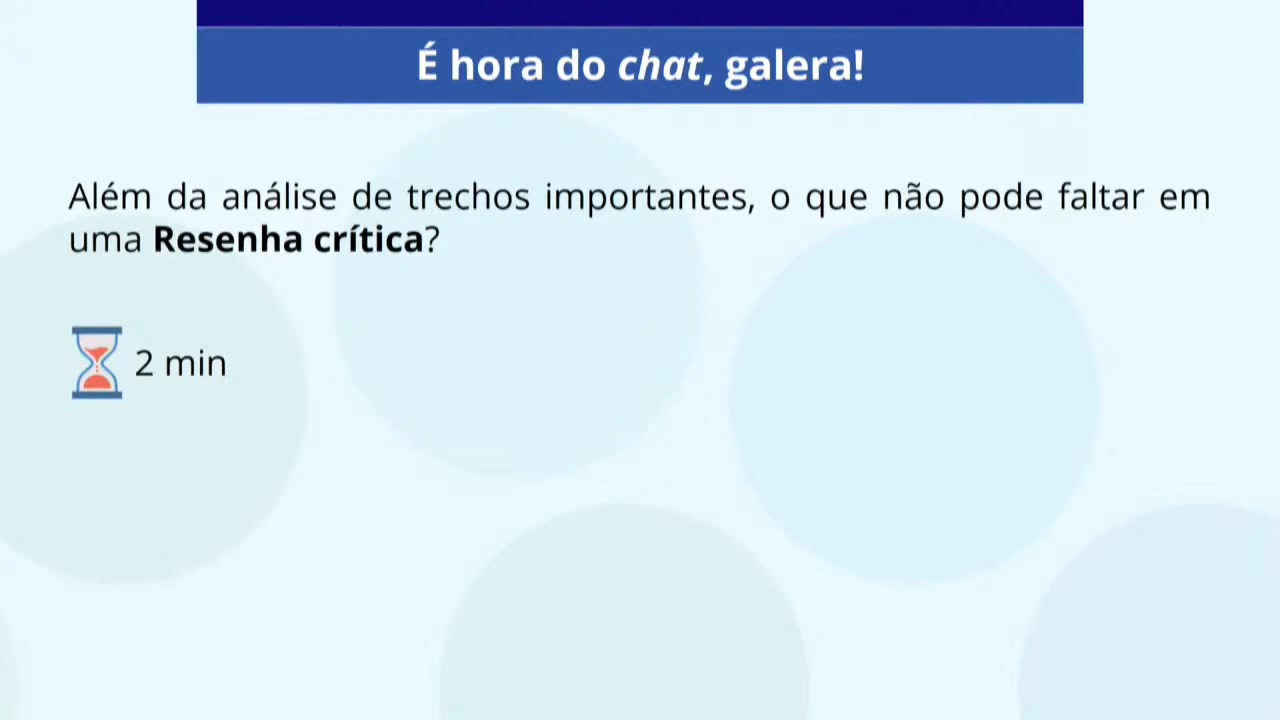 É hora do chat, galera!
Além da análise de trechos importantes, o que não pode faltar em
uma Resenha crítica?
2 min